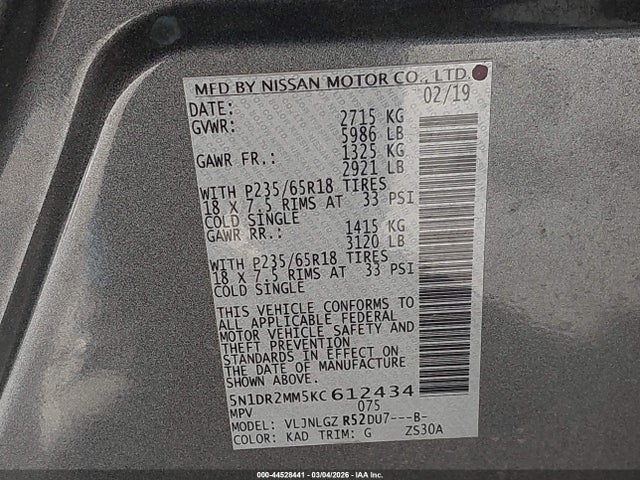 MFD BY NISSAN MOTOR CO., LTD.
DATE: 02/19
GVWR: 2715 KG
5986 LB
GAWR FR.: 1325 KG
2921 LB
WITH P235/65R18 TIRES
18 X 7.5 RIMS AT 33 PSI
COLD SINGLE
GAWR RR.: 1415 KG
3120 LB
WITH P235/65R18 TIRES
18 X 7.5 RIMS AT 33 PSI
COLD SINGLE
THIS VEHICLE CONFORMS TO
ALL APPLICABLE FEDERAL
MOTOR VEHICLE SAFETY AND
THEFT PREVENTION
STANDARDS IN EFFECT ON
THE DATE OF MANUFACTURE
SHOWN ABOVE.
5N1DR2MM5KC612434
MPV 075
MODEL: VLJNLGZ R52DU7---B-
COLOR: KAD TRIM: G ZS30A
000-44528441 - 03/04/2026 - IAA Inc.